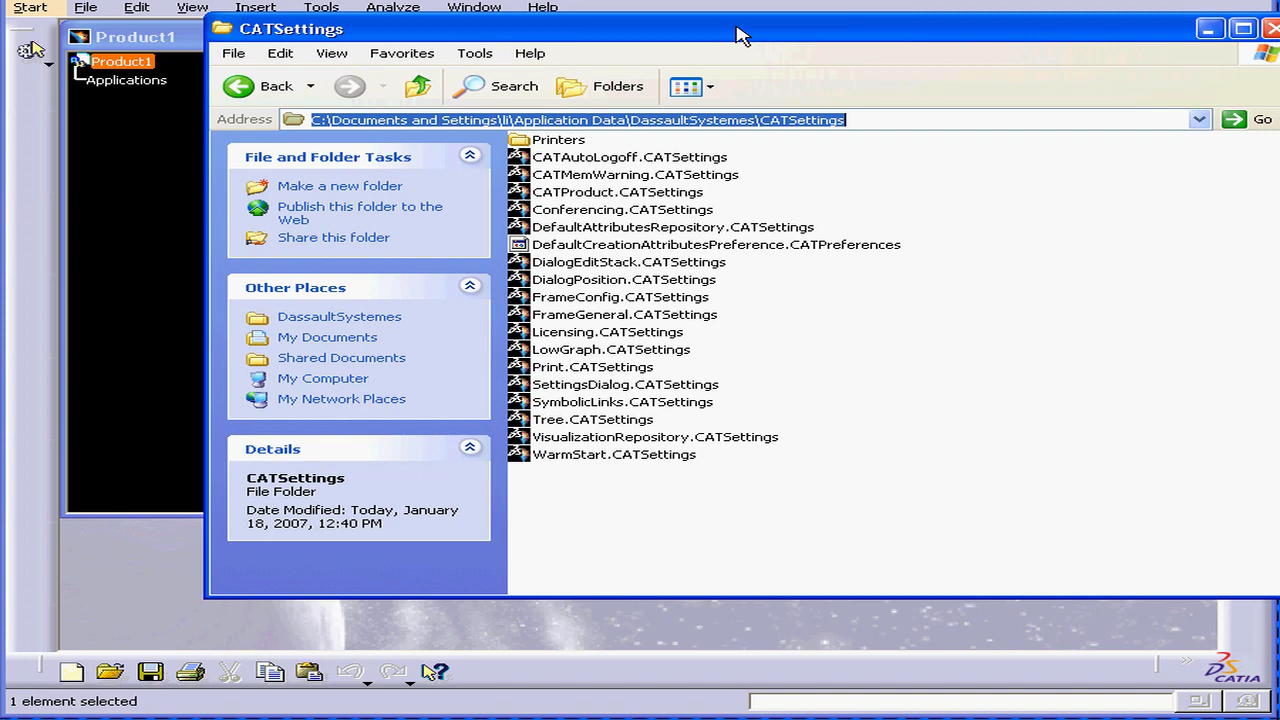 Start File Edit View Insert Tools Analyze Window Help
Product1
Product1
Applications
CATSettings
File Edit View Favorites Tools Help
Back Search Folders
Address C:\Documents and Settings\li\Application Data\DassaultSystemes\CATSettings Go
File and Folder Tasks
Make a new folder
Publish this folder to the
Web
Share this folder
Other Places
DassaultSystemes
My Documents
Shared Documents
My Computer
My Network Places
Details
CATSettings
File Folder
Date Modified: Today, January
18, 2007, 12:40 PM
Printers
CATAutoLogoff.CATSettings
CATMemWarning.CATSettings
CATProduct.CATSettings
Conferencing.CATSettings
DefaultAttributesRepository.CATSettings
DefaultCreationAttributesPreference.CATPreferences
DialogEditStack.CATSettings
DialogPosition.CATSettings
FrameConfig.CATSettings
FrameGeneral.CATSettings
Licensing.CATSettings
LowGraph.CATSettings
Print.CATSettings
SettingsDialog.CATSettings
SymbolicLinks.CATSettings
Tree.CATSettings
VisualizationRepository.CATSettings
WarmStart.CATSettings
CATIA
1 element selected